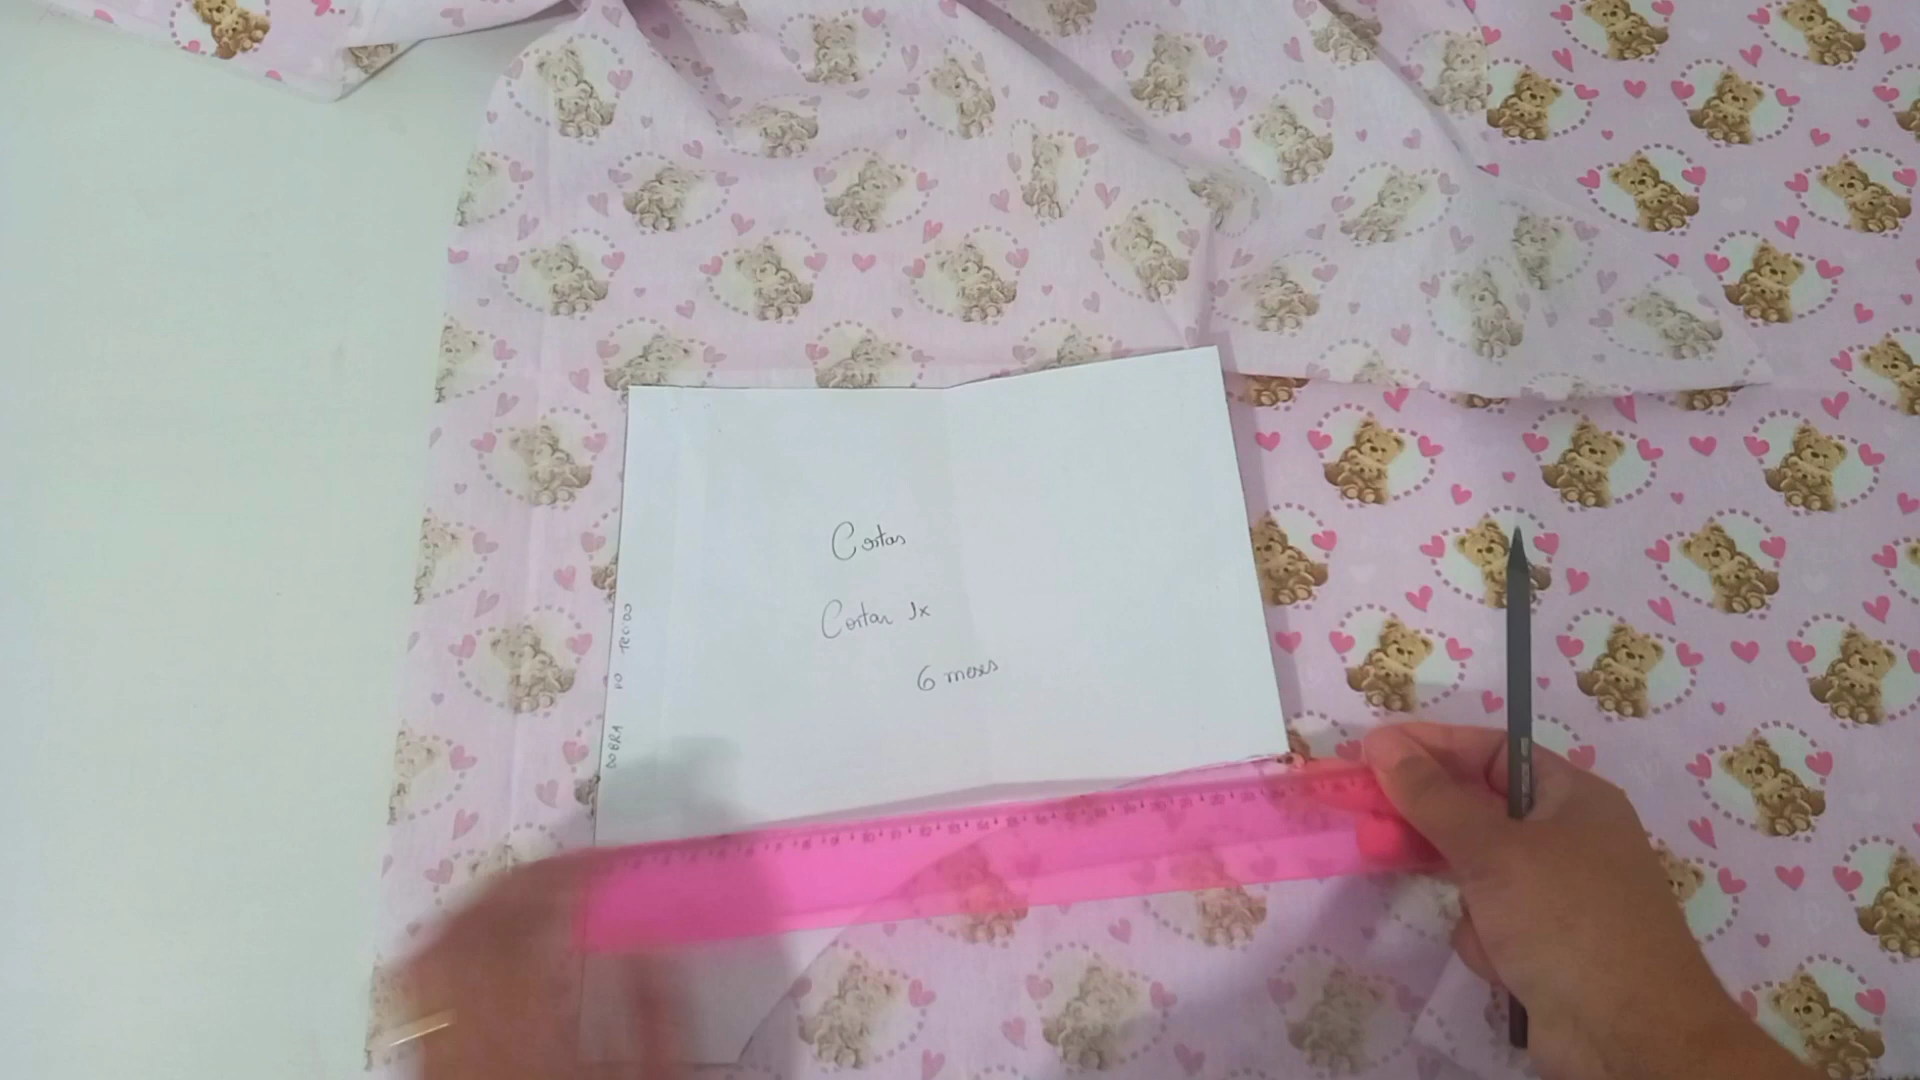 Costas
Cortar 1x
6 meses
DOBRA DO TECIDO